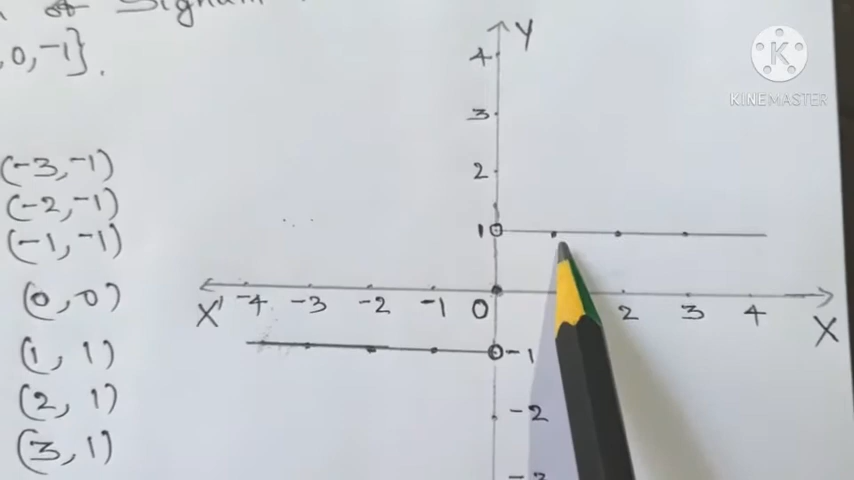 Signum
, 0, -1}.
(-3, -1)
(-2, -1)
(-1, -1)
(0, 0)
(1, 1)
(2, 1)
(3, 1)
Y
4
3
2
1
X' -4 -3 -2 -1 0 2 3 4 X
-1
-2
K
KINEMASTER